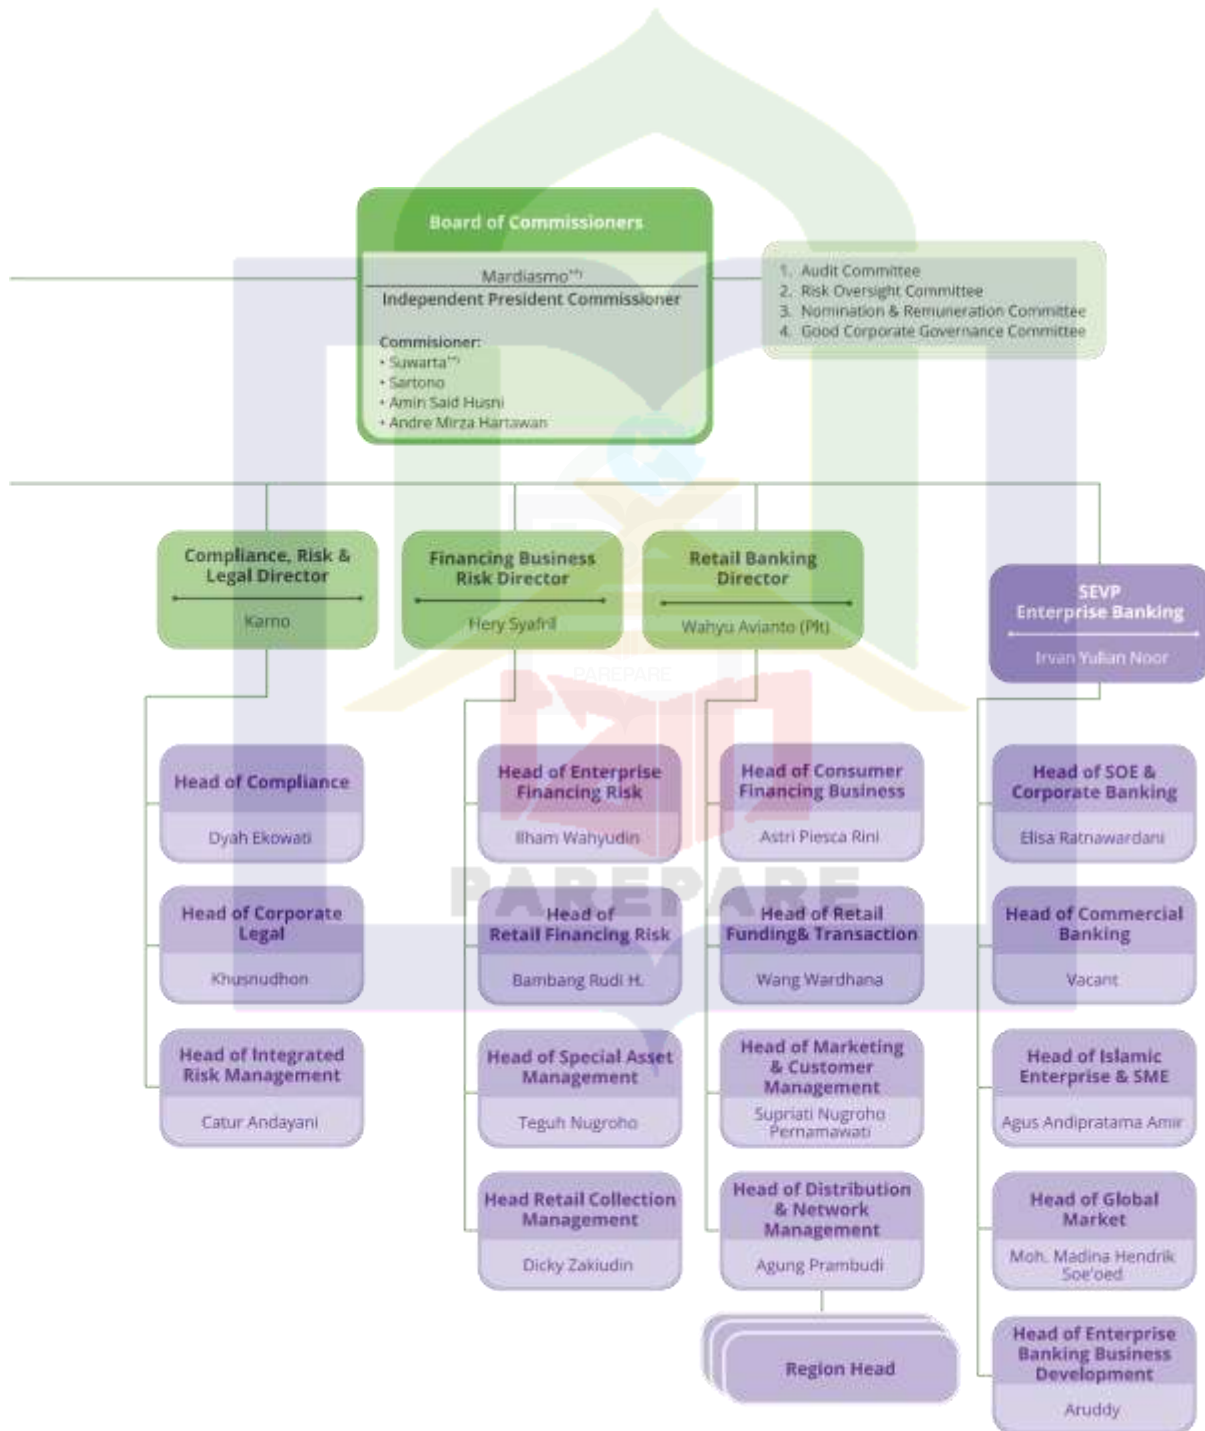 Board of Commissioners
Mardiasmo**)
Independent President Commissioner
Commisioner:
• Suwarta**)
• Sartono
• Amin Said Husni
• Andre Mirza Hartawan
1. Audit Committee
2. Risk Oversight Committee
3. Nomination & Remuneration Committee
4. Good Corporate Governance Committee
Compliance, Risk &
Legal Director
Karno
Financing Business
Risk Director
Hery Syafril
Retail Banking
Director
Wahyu Avianto (Plt)
SEVP
Enterprise Banking
Irvan Yulian Noor
PAREPARE
Head of Compliance
Dyah Ekowati
Head of Corporate
Legal
Khusnudhon
Head of Integrated
Risk Management
Catur Andayani
Head of Enterprise
Financing Risk
Ilham Wahyudin
Head of
Retail Financing Risk
Bambang Rudi H.
Head of Special Asset
Management
Teguh Nugroho
Head Retail Collection
Management
Dicky Zakiudin
Head of Consumer
Financing Business
Astri Piesca Rini
Head of Retail
Funding& Transaction
Wang Wardhana
Head of Marketing
& Customer
Management
Supriati Nugroho
Pernamawati
Head of Distribution
& Network
Management
Agung Prambudi
Region Head
Head of SOE &
Corporate Banking
Elisa Ratnawardani
Head of Commercial
Banking
Vacant
Head of Islamic
Enterprise & SME
Agus Andipratama Amir
Head of Global
Market
Moh. Madina Hendrik
Soe'oed
Head of Enterprise
Banking Business
Development
Aruddy
PAREPARE